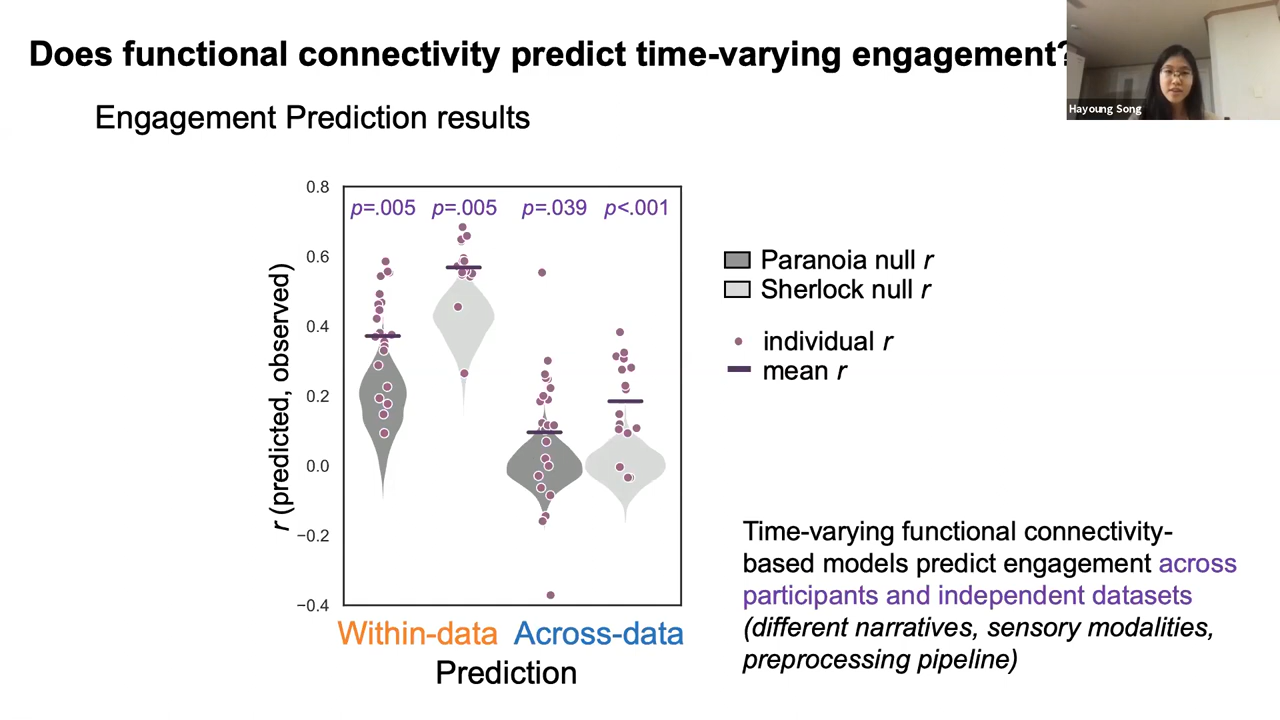 Does functional connectivity predict time-varying engagement?
Hayoung Song
Engagement Prediction results
0.8
0.6
0.4
0.2
0.0
−0.2
−0.4
r (predicted, observed)
p=.005 p=.005 p=.039 p<.001
Within-data Across-data
Prediction
Paranoia null r
Sherlock null r
individual r
mean r
Time-varying functional connectivity-
based models predict engagement across
participants and independent datasets
(different narratives, sensory modalities,
preprocessing pipeline)